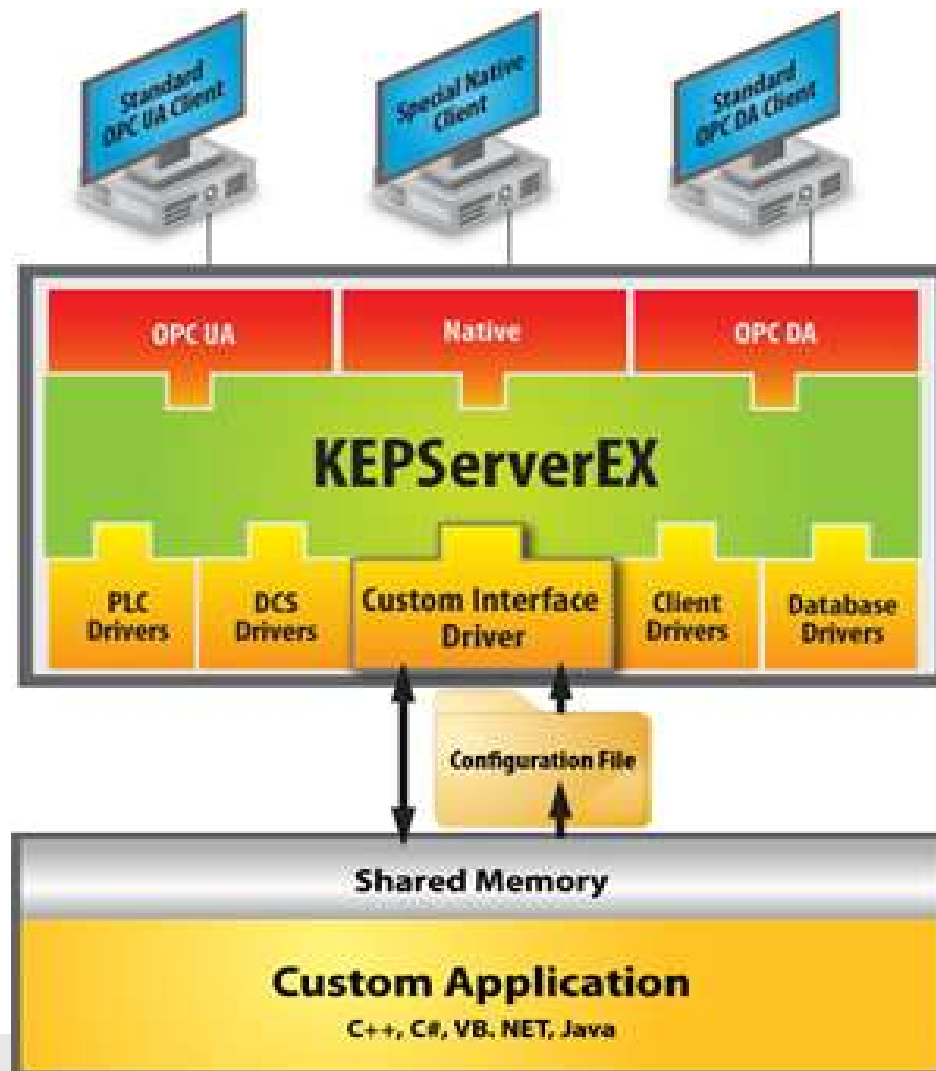 Standard
OPC UA Client
Special Native
Client
Standard
OPC DA Client
OPC UA
Native
OPC DA
KEPServerEX
PLC
Drivers
DCS
Drivers
Custom Interface
Driver
Client
Drivers
Database
Drivers
Configuration File
Shared Memory
Custom Application
C++, C#, VB. NET, Java